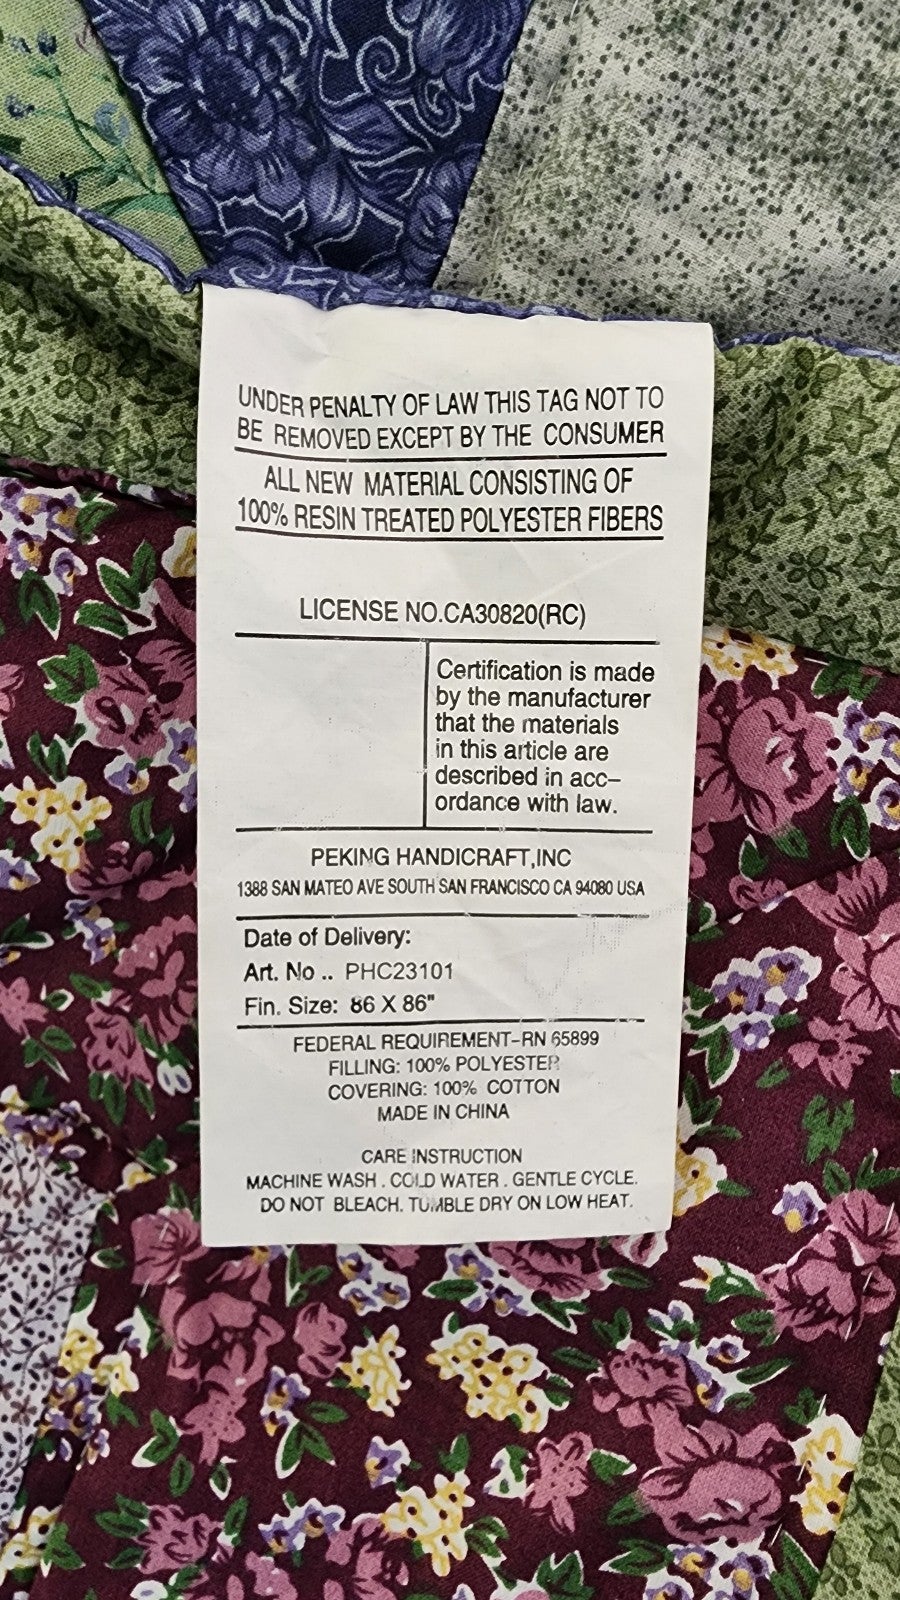 UNDER PENALTY OF LAW THIS TAG NOT TO
BE REMOVED EXCEPT BY THE CONSUMER
ALL NEW MATERIAL CONSISTING OF
100% RESIN TREATED POLYESTER FIBERS
LICENSE NO.CA30820(RC)
Certification is made
by the manufacturer
that the materials
in this article are
described in acc–
ordance with law.
PEKING HANDICRAFT,INC
1388 SAN MATEO AVE SOUTH SAN FRANCISCO CA 94080 USA
Date of Delivery:
Art. No .. PHC23101
Fin. Size: 86 X 86"
FEDERAL REQUIREMENT–RN 65899
FILLING: 100% POLYESTER
COVERING: 100% COTTON
MADE IN CHINA
CARE INSTRUCTION
MACHINE WASH . COLD WATER . GENTLE CYCLE.
DO NOT BLEACH. TUMBLE DRY ON LOW HEAT.